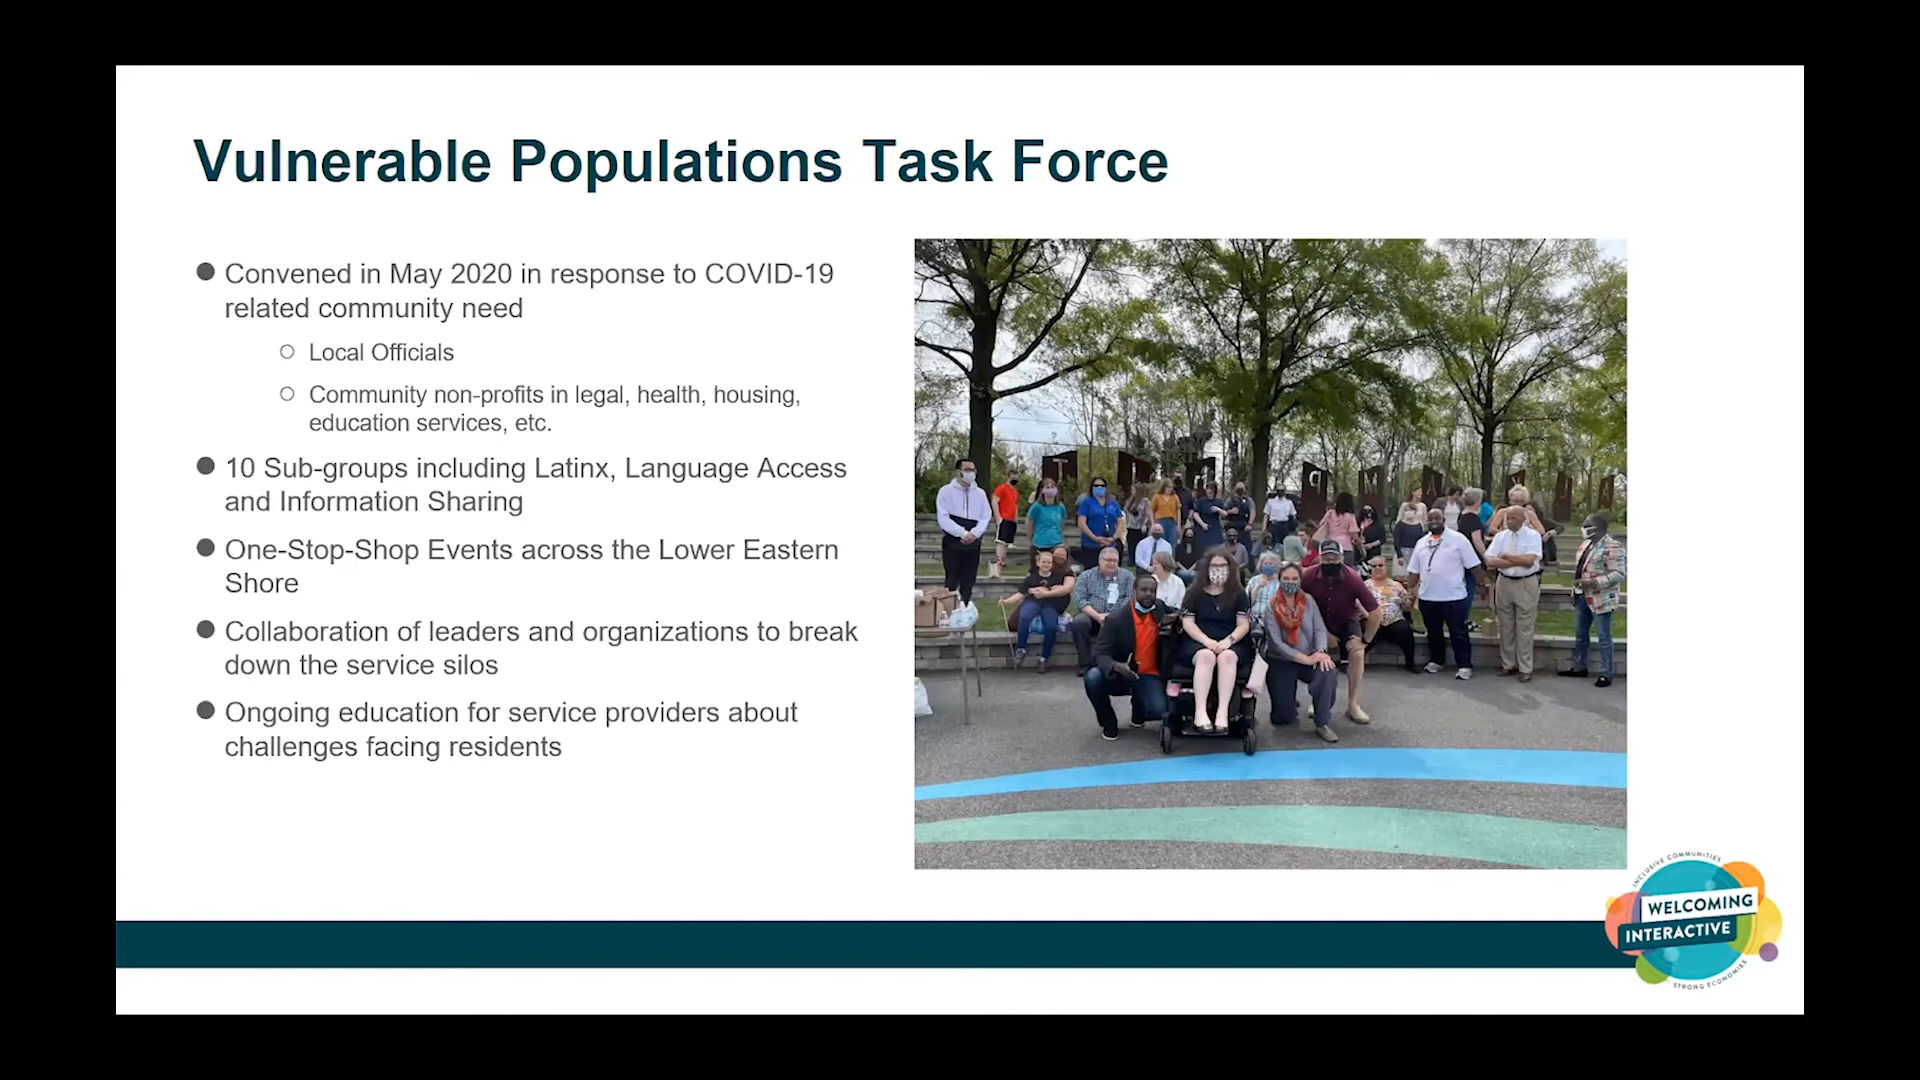 Vulnerable Populations Task Force
Convened in May 2020 in response to COVID-19
related community need
Local Officials
Community non-profits in legal, health, housing,
education services, etc.
10 Sub-groups including Latinx, Language Access
and Information Sharing
One-Stop-Shop Events across the Lower Eastern
Shore
Collaboration of leaders and organizations to break
down the service silos
Ongoing education for service providers about
challenges facing residents
INCLUSIVE COMMUNITIES
WELCOMING
INTERACTIVE
STRONG ECONOMIES